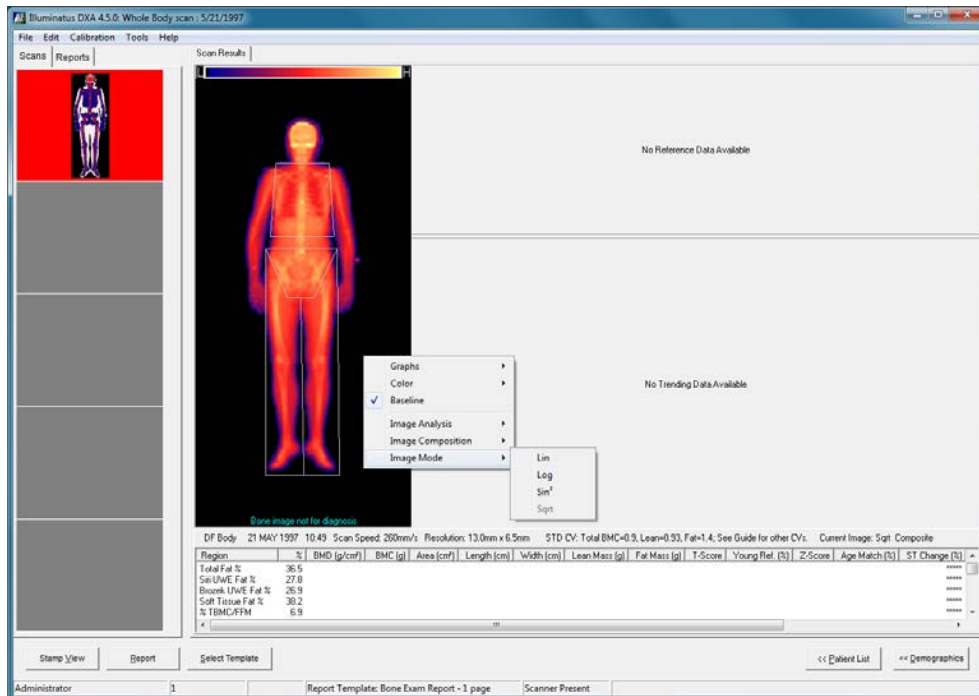 Illuminatus DXA 4.5.0: Whole Body scan : 5/21/1997
File Edit Calibration Tools Help
Scans Reports
Scan Results
L H
No Reference Data Available
No Trending Data Available
Graphs
Color
Baseline
Image Analysis
Image Composition
Image Mode
Lin
Log
Sin²
Sqrt
Bone image not for diagnosis
DF Body 21 MAY 1997 10:49 Scan Speed: 260mm/s Resolution: 13.0mm x 6.5mm STD CV: Total BMC=0.9, Lean=0.93, Fat=1.4; See Guide for other CVs. Current Image: Sqrt Composite
Region % BMD (g/cm²) BMC (g) Area (cm²) Length (cm) Width (cm) Lean Mass (g) Fat Mass (g) T-Score Young Ref. (%) Z-Score Age Match (%) ST Change (%)
Total Fat % 36.5 *****
Siri UWE Fat % 27.8 *****
Brozek UWE Fat % 26.9 *****
Soft Tissue Fat % 38.2 *****
% TBMC/FFM 6.9 *****
Stamp View Report Select Template << Patient List << Demographics
Administrator 1 Report Template: Bone Exam Report - 1 page Scanner Present